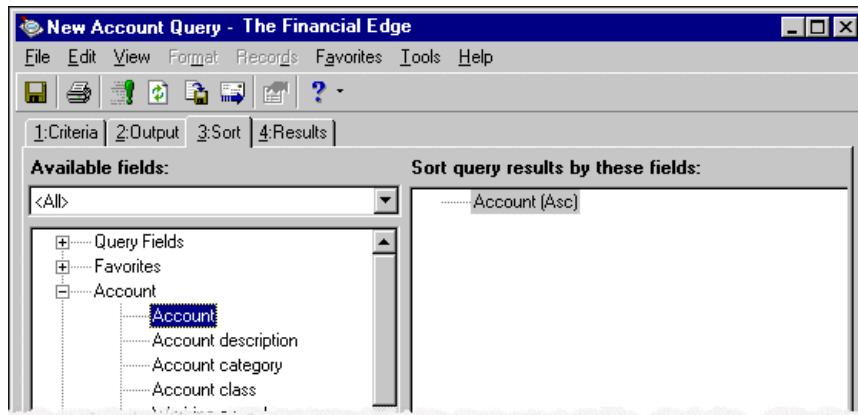 New Account Query - The Financial Edge
File Edit View Format Records Favorites Tools Help
1:Criteria 2:Output 3:Sort 4:Results
Available fields:
<All>
Query Fields
Favorites
Account
Account
Account description
Account category
Account class
Sort query results by these fields:
Account (Asc)